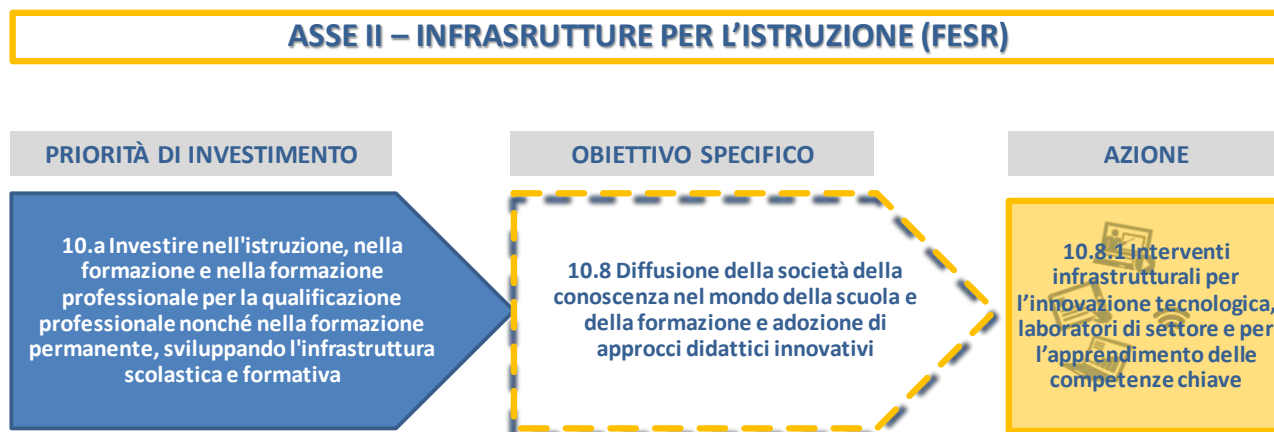 ASSE II – INFRASRUTTURE PER L'ISTRUZIONE (FESR)
PRIORITÀ DI INVESTIMENTO
OBIETTIVO SPECIFICO
AZIONE
10.a Investire nell'istruzione, nella
formazione e nella formazione
professionale per la qualificazione
professionale nonché nella formazione
permanente, sviluppando l'infrastruttura
scolastica e formativa
10.8 Diffusione della società della
conoscenza nel mondo della scuola e
della formazione e adozione di
approcci didattici innovativi
10.8.1 Interventi
infrastrutturali per
l'innovazione tecnologica,
laboratori di settore e per
l'apprendimento delle
competenze chiave